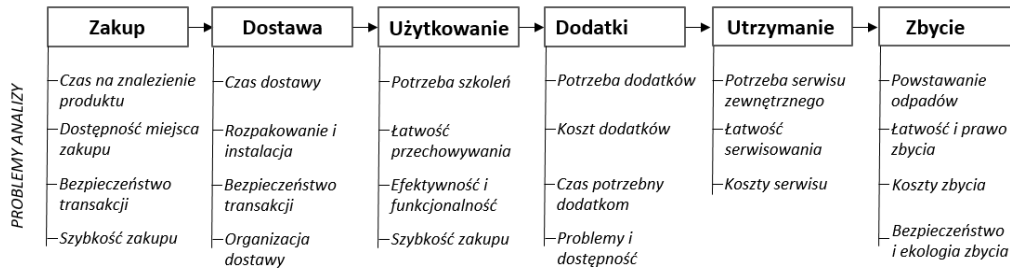 Zakup
Dostawa
Użytkowanie
Dodatki
Utrzymanie
Zbycie
PROBLEMY ANALIZY
Czas na znalezienie
produktu
Dostępność miejsca
zakupu
Bezpieczeństwo
transakcji
Szybkość zakupu
Czas dostawy
Rozpakowanie i
instalacja
Bezpieczeństwo
transakcji
Organizacja
dostawy
Potrzeba szkoleń
Łatwość
przechowywania
Efektywność i
funkcjonalność
Szybkość zakupu
Potrzeba dodatków
Koszt dodatków
Czas potrzebny
dodatkom
Problemy i
dostępność
Potrzeba serwisu
zewnętrznego
Łatwość
serwisowania
Koszty serwisu
Powstawanie
odpadów
Łatwość i prawo
zbycia
Koszty zbycia
Bezpieczeństwo
i ekologia zbycia